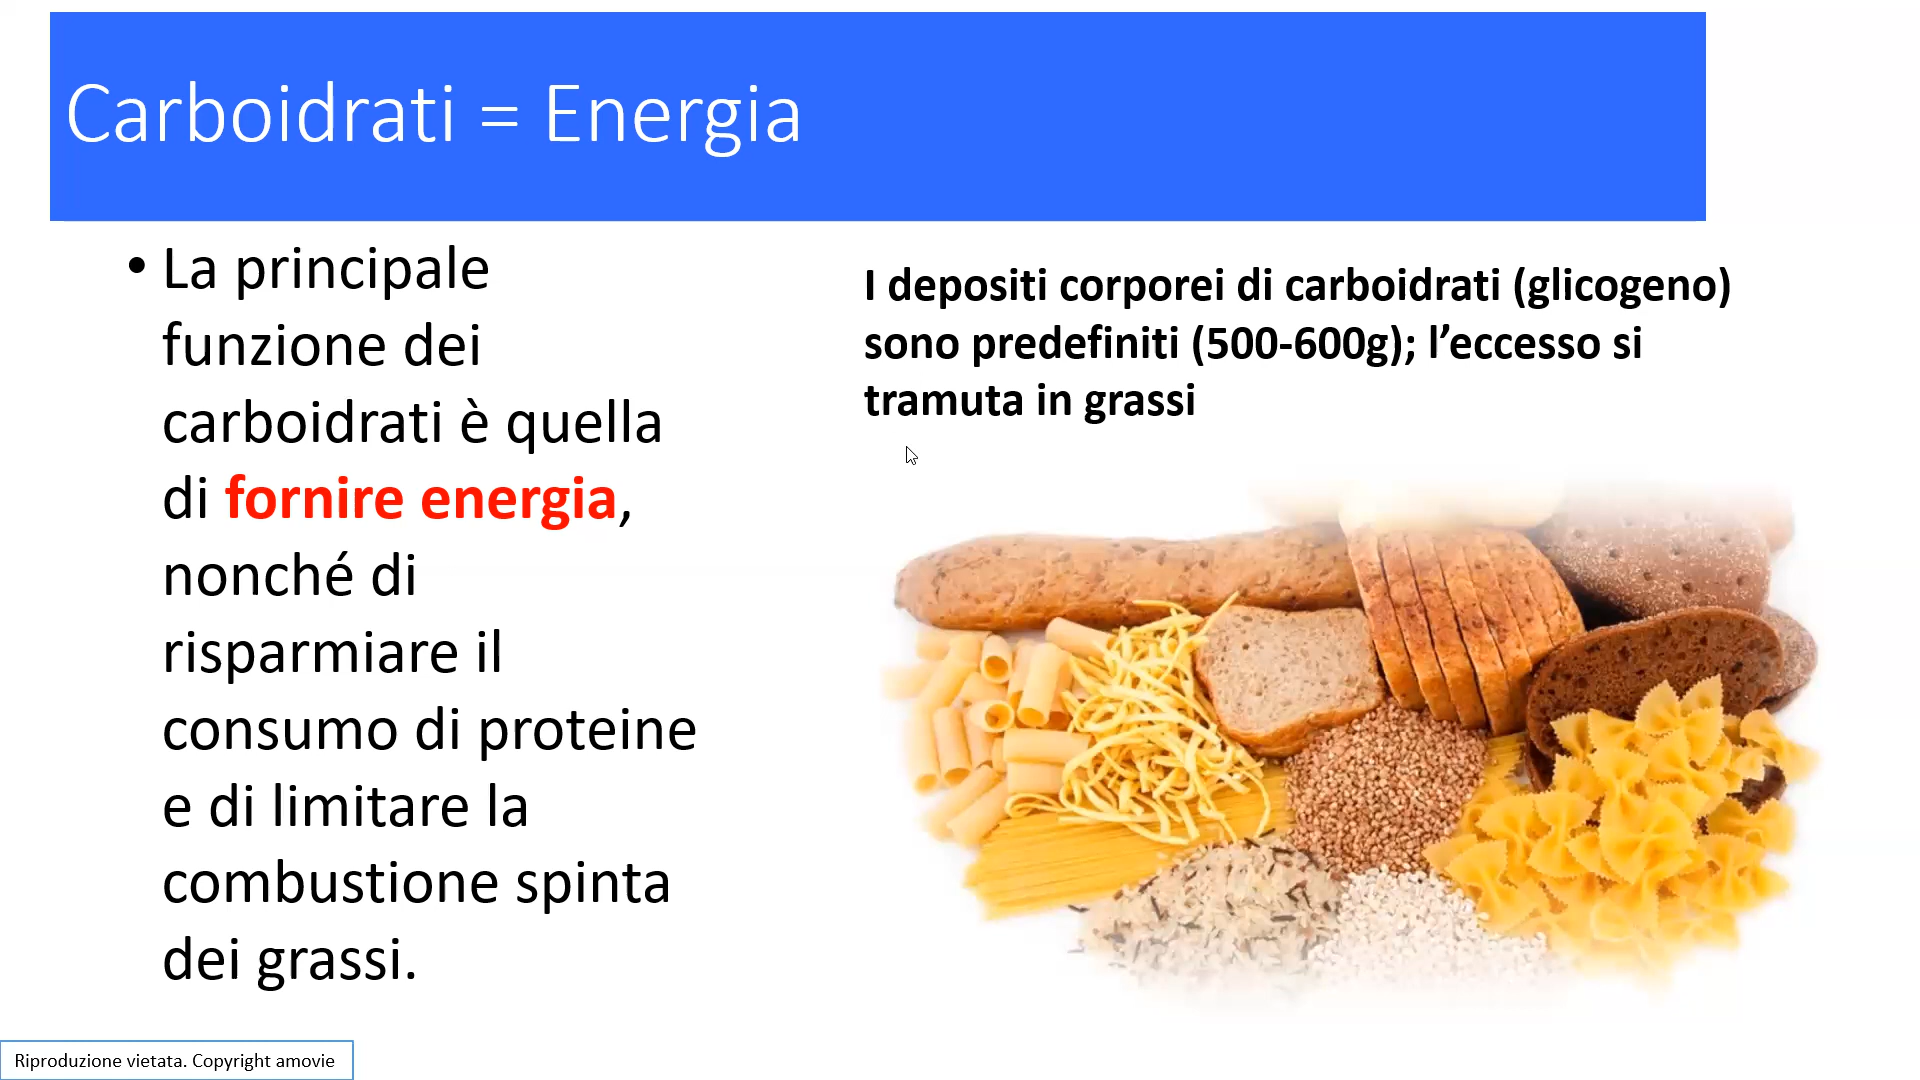 Carboidrati = Energia
• La principale
funzione dei
carboidrati è quella
di fornire energia,
nonché di
risparmiare il
consumo di proteine
e di limitare la
combustione spinta
dei grassi.
I depositi corporei di carboidrati (glicogeno)
sono predefiniti (500-600g); l’eccesso si
tramuta in grassi
Riproduzione vietata. Copyright amovie